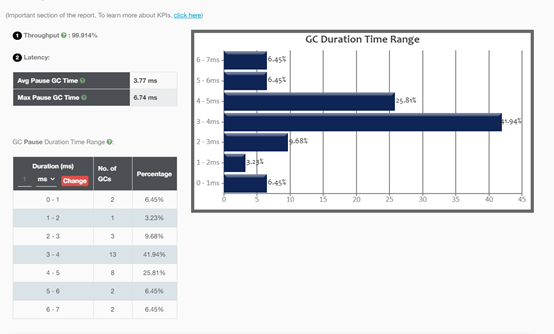 (Important section of the report. To learn more about KPIs, click here)
1 Throughput ? : 99.914%
2 Latency:
Avg Pause GC Time ? 3.77 ms
Max Pause GC Time ? 6.74 ms
GC Pause Duration Time Range ?:
Duration (ms) No. of GCs Percentage
ms Change
0 - 1 2 6.45%
1 - 2 1 3.23%
2 - 3 3 9.68%
3 - 4 13 41.94%
4 - 5 8 25.81%
5 - 6 2 6.45%
6 - 7 2 6.45%
GC Duration Time Range
6 - 7ms 6.45%
5 - 6ms 6.45%
4 - 5ms 25.81%
3 - 4ms 41.94%
2 - 3ms 9.68%
1 - 2ms 3.23%
0 - 1ms 6.45%
0 5 10 15 20 25 30 35 40 45